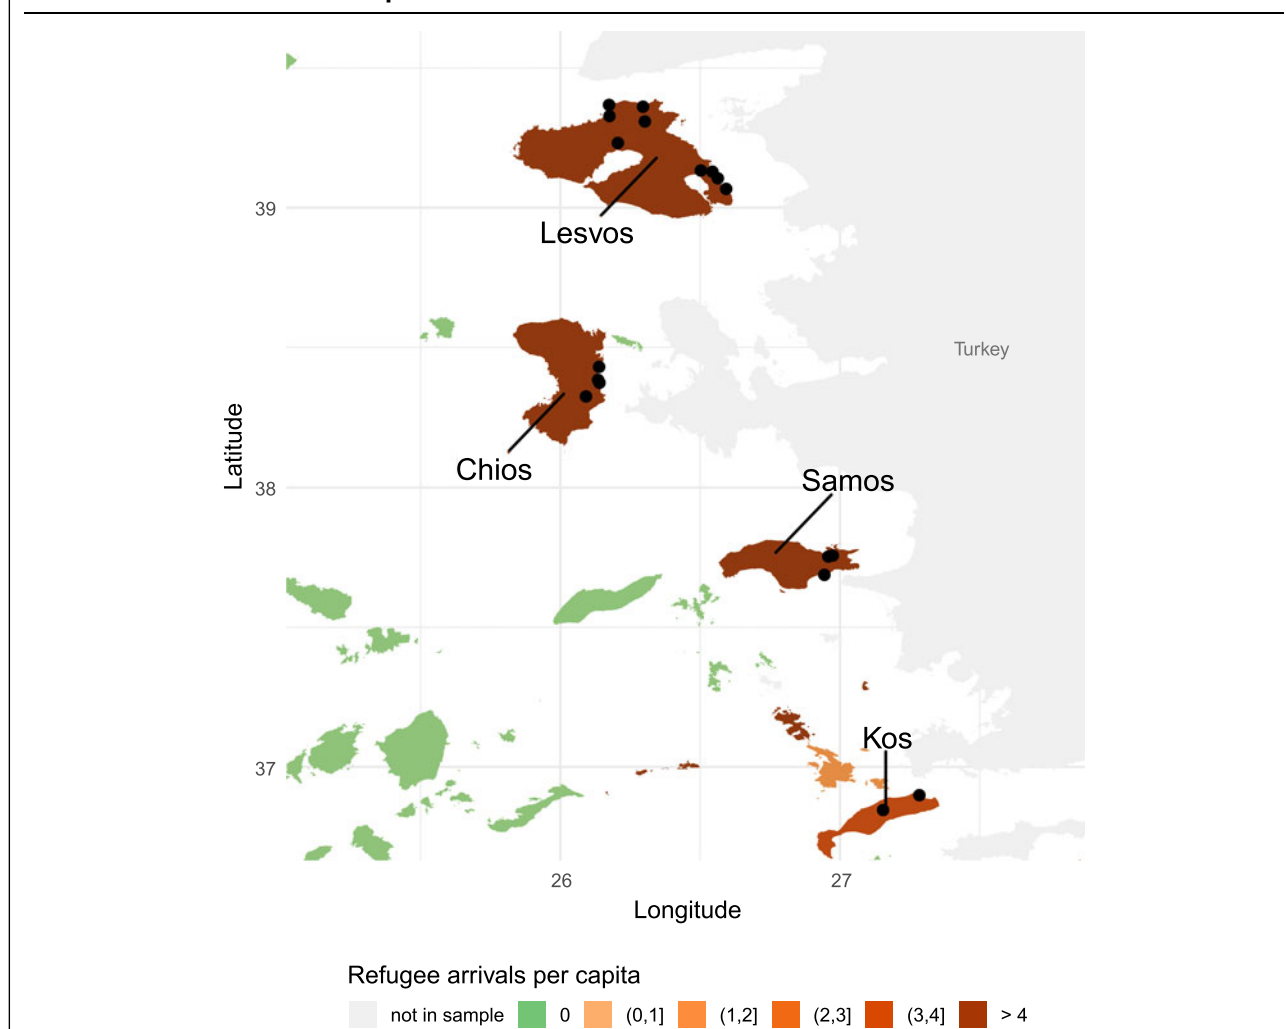 39
Lesvos
Turkey
Latitude
Chios
Samos
38
Kos
37
26 27
Longitude
Refugee arrivals per capita
not in sample 0 (0,1] (1,2] (2,3] (3,4] > 4